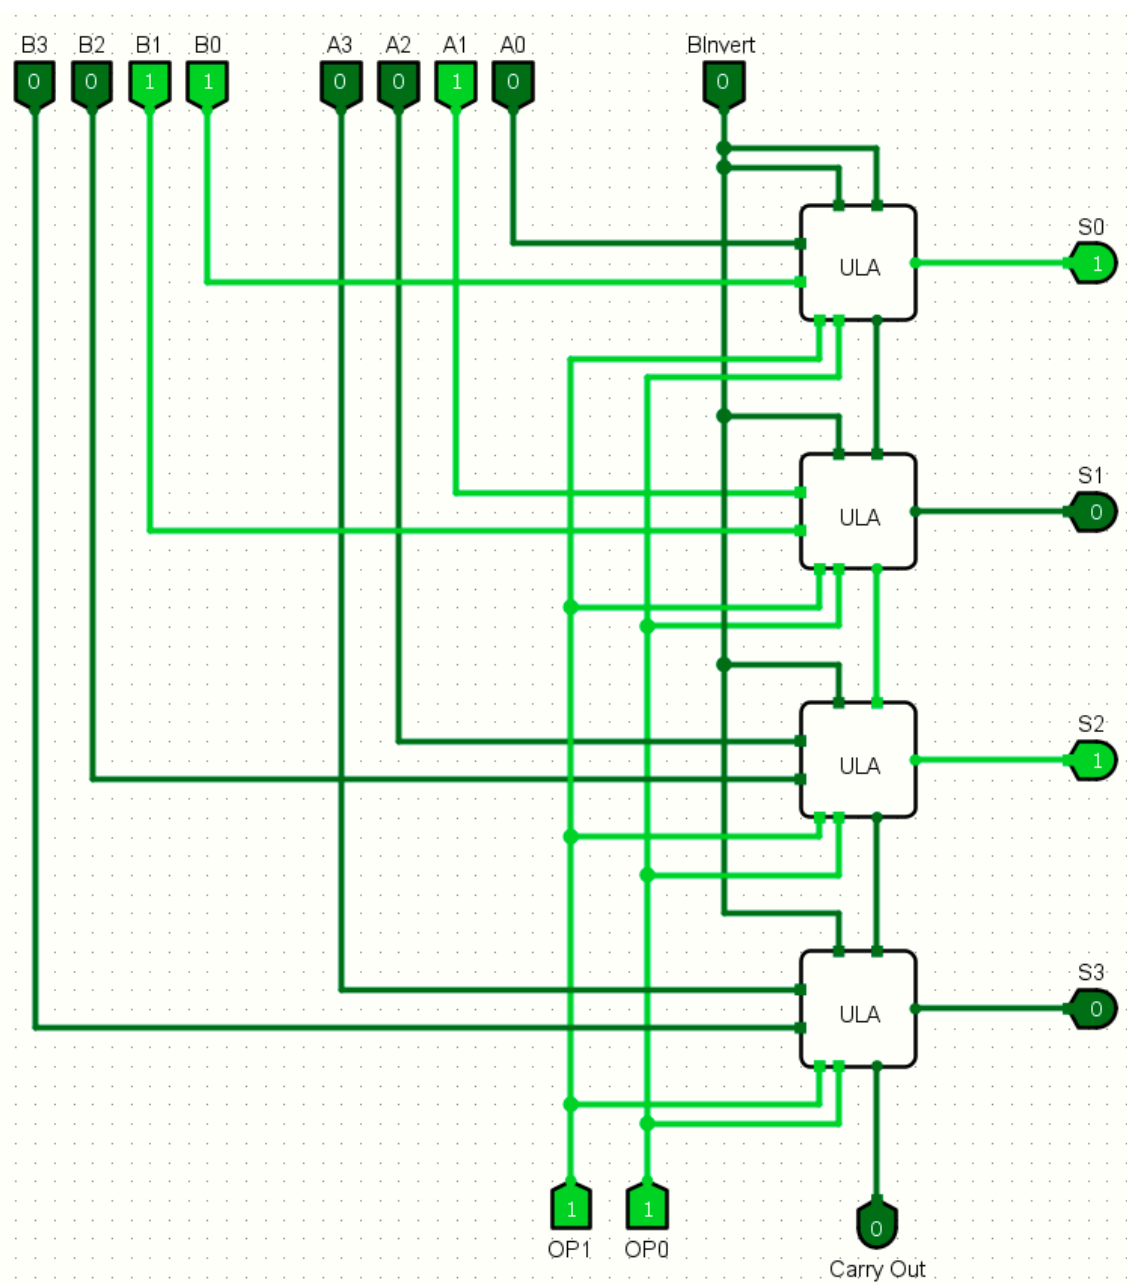 B3 B2 B1 B0 A3 A2 A1 A0 BInvert
0 0 1 1 0 0 1 0 0
S0
ULA 1
S1
ULA 0
S2
ULA 1
S3
ULA 0
1 1 0
OP1 OP0
Carry Out